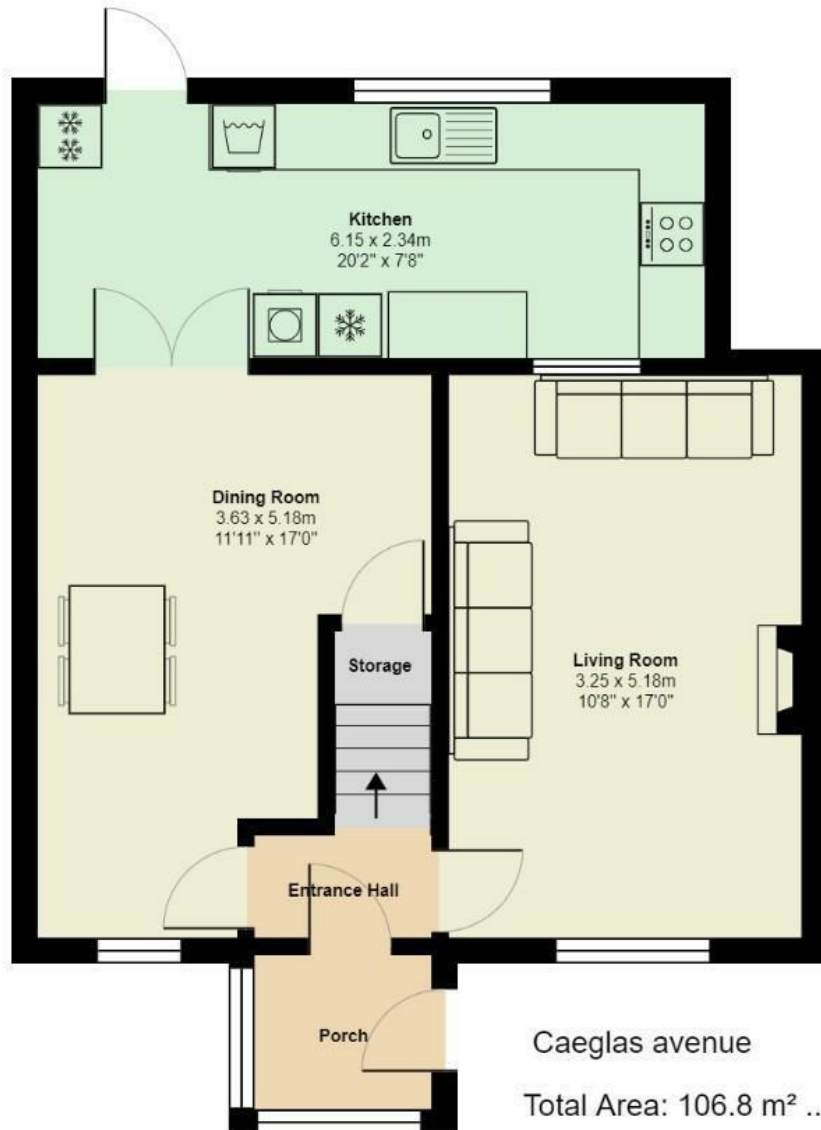 Kitchen
6.15 x 2.34m
20'2" x 7'8"
Dining Room
3.63 x 5.18m
11'11" x 17'0"
Storage
Living Room
3.25 x 5.18m
10'8" x 17'0"
Entrance Hall
Porch
Caeglas avenue
Total Area: 106.8 m² ..